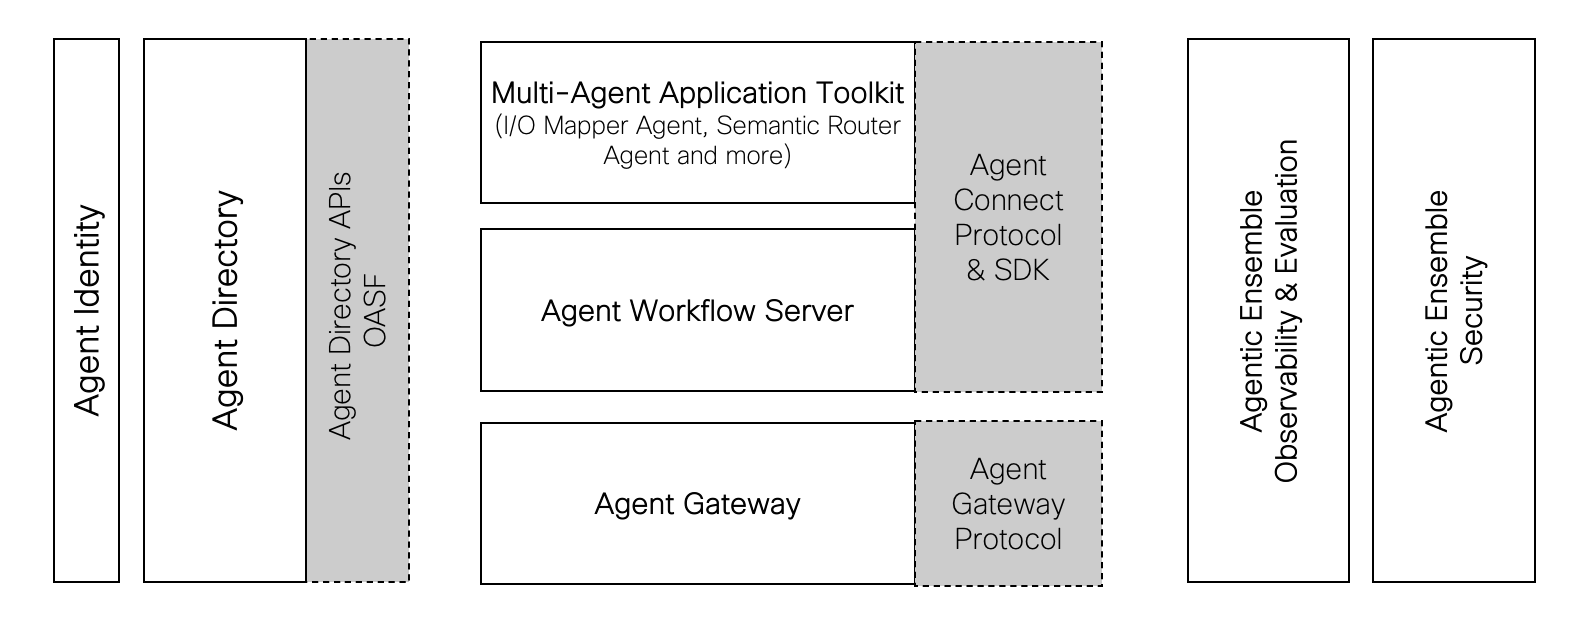 Agent Identity
Agent Directory
Agent Directory APIs
OASF
Multi-Agent Application Toolkit
(I/O Mapper Agent, Semantic Router
Agent and more)
Agent Workflow Server
Agent Gateway
Agent
Connect
Protocol
& SDK
Agent
Gateway
Protocol
Agentic Ensemble
Observability & Evaluation
Agentic Ensemble
Security